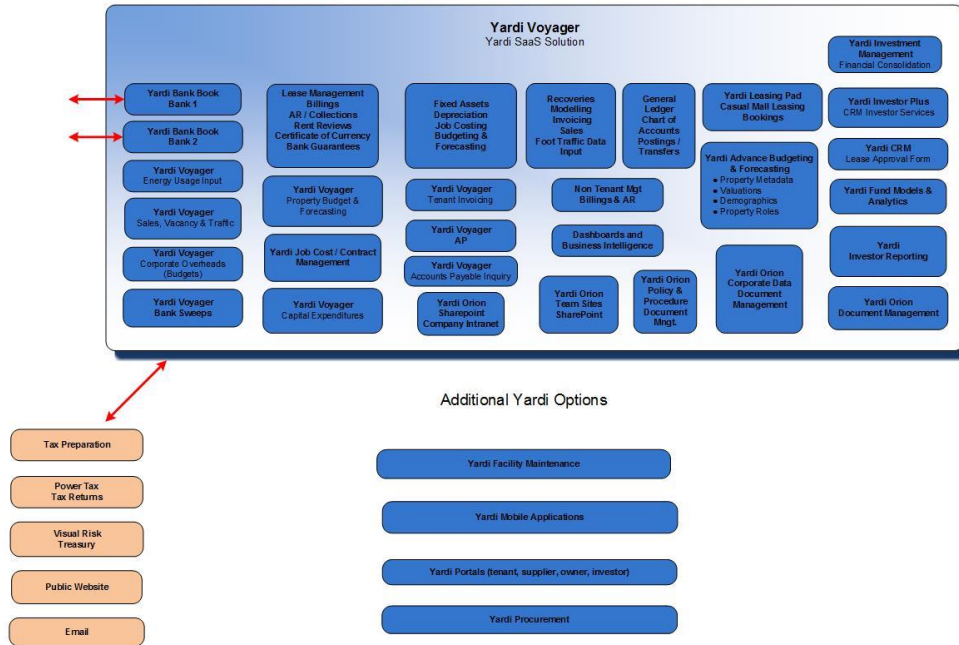 Yardi Voyager
Yardi SaaS Solution
Yardi Bank Book
Bank 1
Yardi Bank Book
Bank 2
Yardi Voyager
Energy Usage Input
Yardi Voyager
Sales, Vacancy & Traffic
Yardi Voyager
Corporate Overheads
(Budgets)
Yardi Voyager
Bank Sweeps
Lease Management
Billings
AR / Collections
Rent Reviews
Certificate of Currency
Bank Guarantees
Yardi Voyager
Property Budget &
Forecasting
Yardi Job Cost / Contract
Management
Yardi Voyager
Capital Expenditures
Fixed Assets
Depreciation
Job Costing
Budgeting &
Forecasting
Yardi Voyager
Tenant Invoicing
Yardi Voyager
AP
Yardi Voyager
Accounts Payable Inquiry
Yardi Orion
Sharepoint
Company Intranet
Recoveries
Modelling
Invoicing
Sales
Foot Traffic Data
Input
General
Ledger
Chart of
Accounts
Postings /
Transfers
Non Tenant Mgt
Billings & AR
Dashboards and
Business Intelligence
Yardi Orion
Team Sites
SharePoint
Yardi Orion
Policy &
Procedure
Document
Mngt.
Yardi Leasing Pad
Casual Mall Leasing
Bookings
Yardi Advance Budgeting
& Forecasting
● Property Metadata
● Valuations
● Demographics
● Property Roles
Yardi Orion
Corporate Data
Document
Management
Yardi Investment
Management
Financial Consolidation
Yardi Investor Plus
CRM Investor Services
Yardi CRM
Lease Approval Form
Yardi Fund Models &
Analytics
Yardi
Investor Reporting
Yardi Orion
Document Management
Additional Yardi Options
Tax Preparation
Power Tax
Tax Returns
Visual Risk
Treasury
Public Website
Email
Yardi Facility Maintenance
Yardi Mobile Applications
Yardi Portals (tenant, supplier, owner, investor)
Yardi Procurement